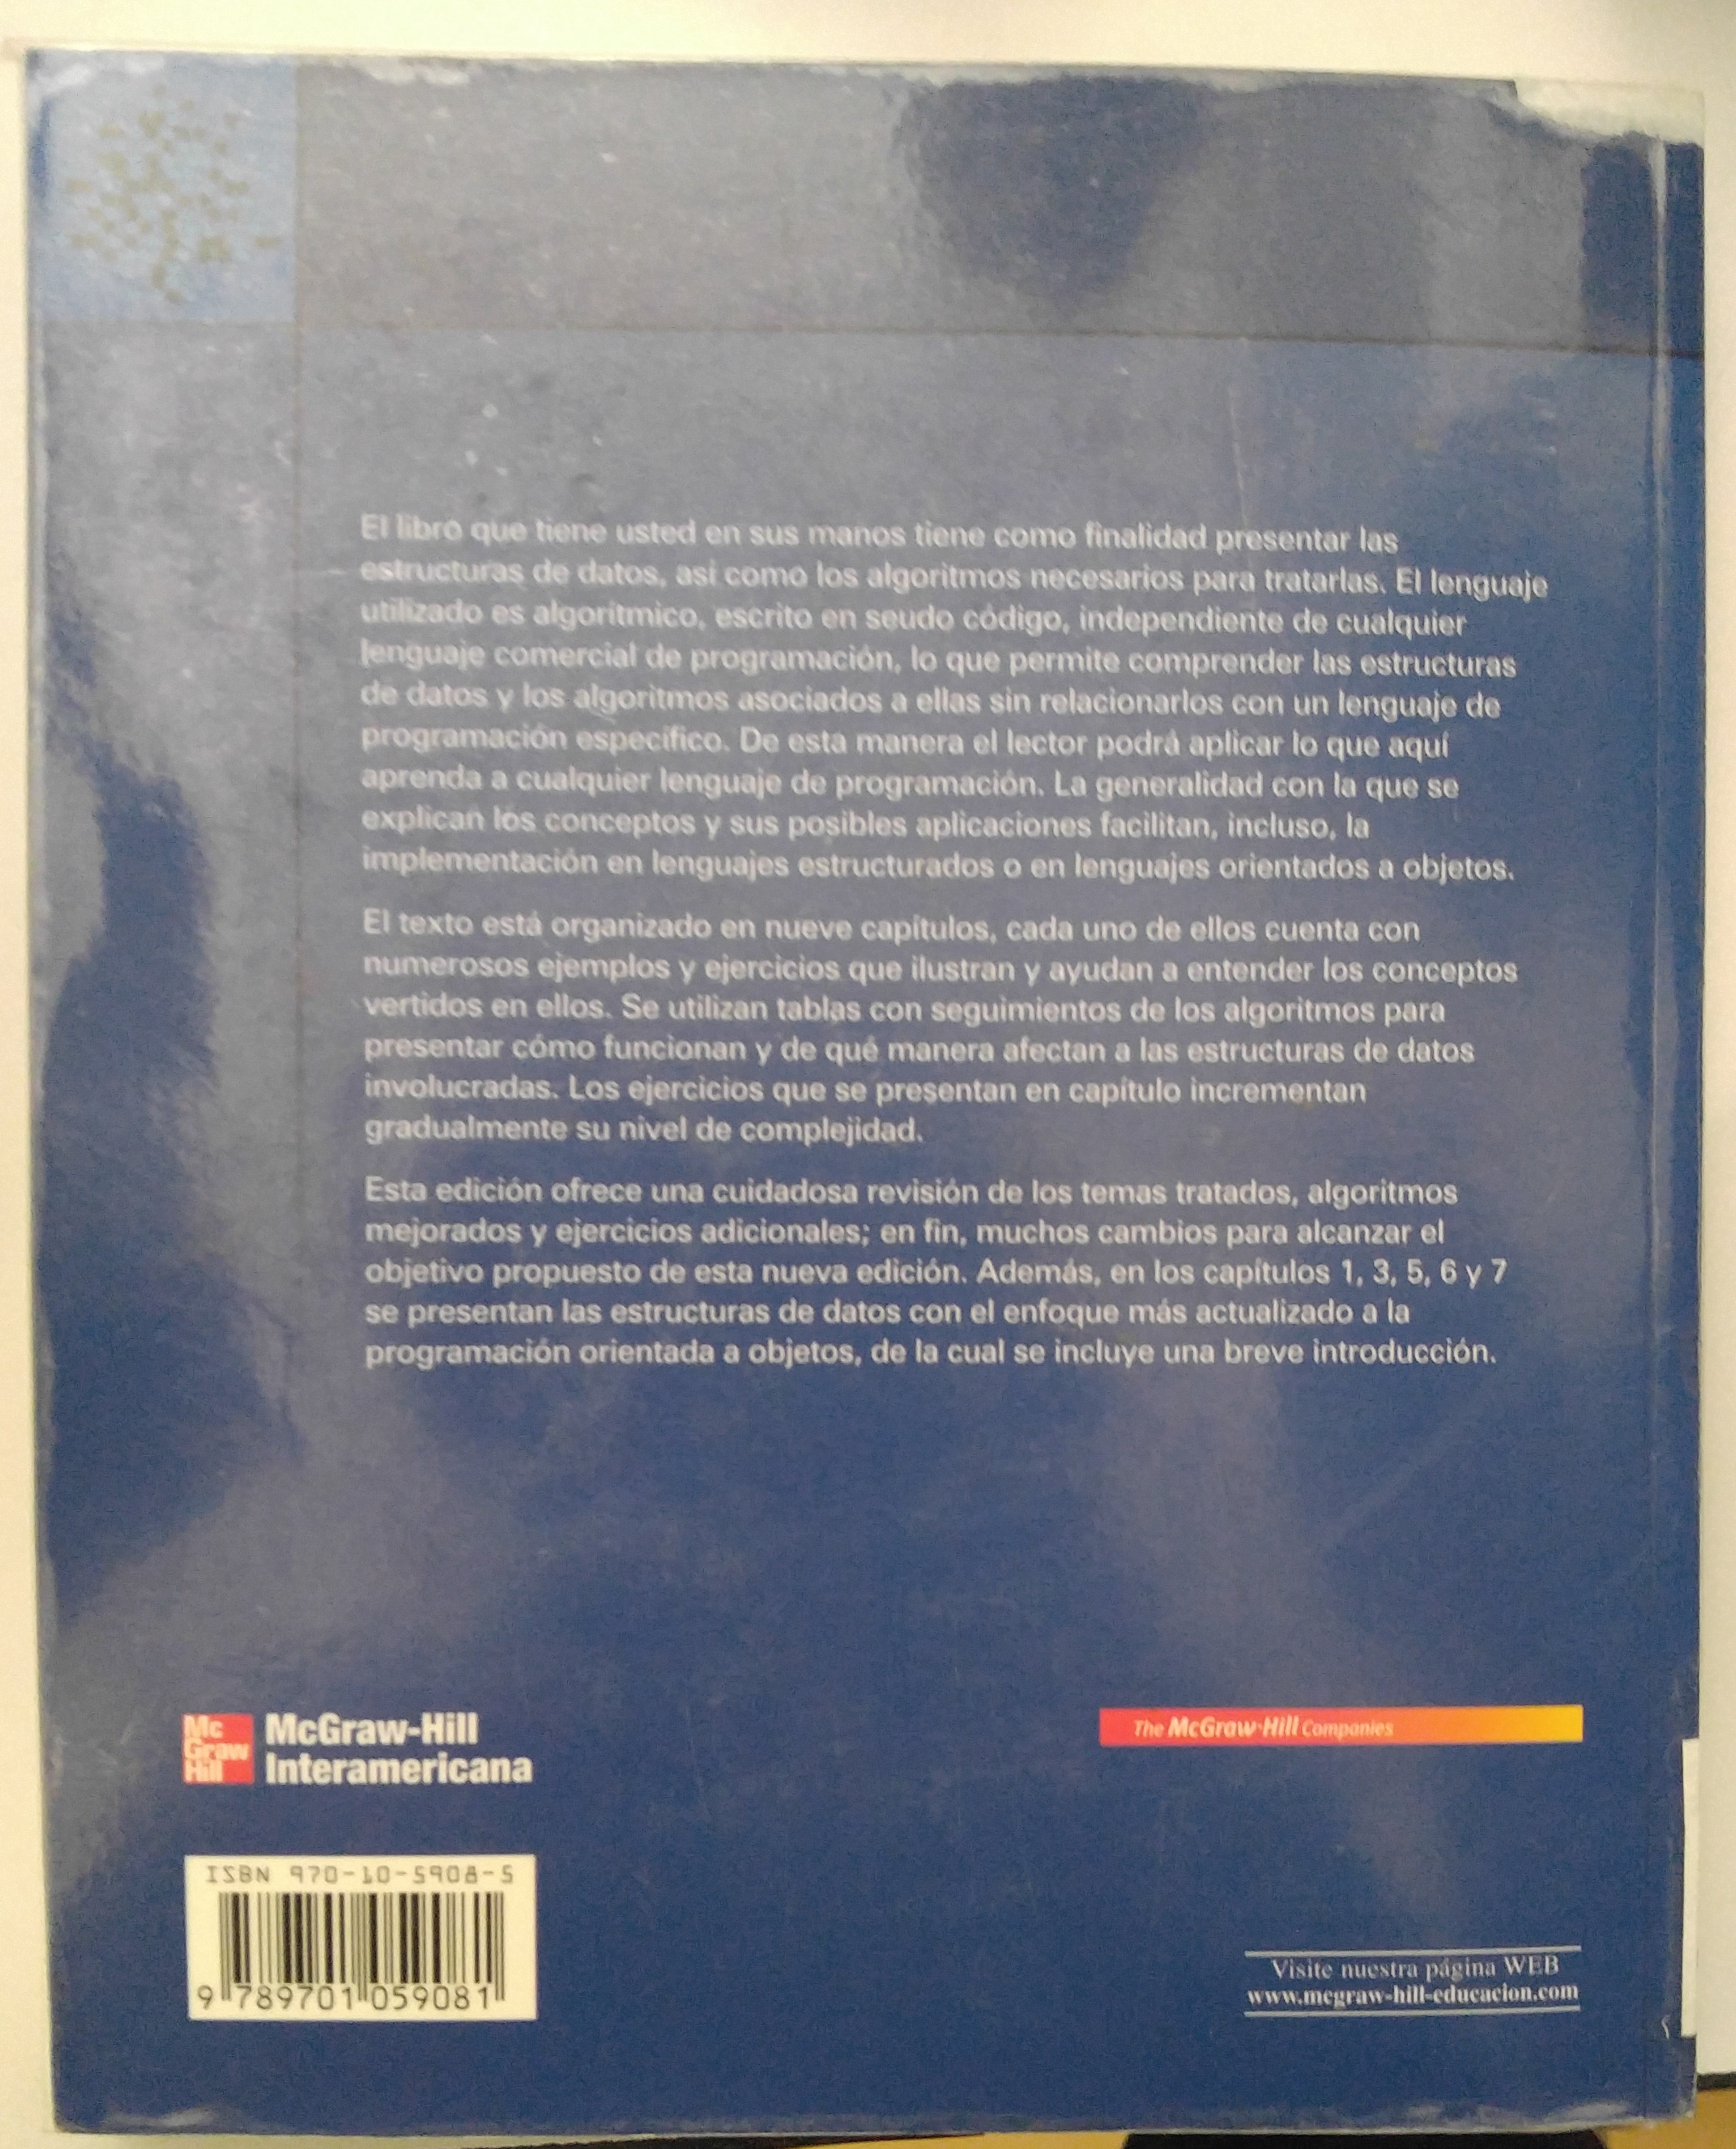 El libro que tiene usted en sus manos tiene como finalidad presentar las
estructuras de datos, así como los algoritmos necesarios para tratarlas. El lenguaje
utilizado es algorítmico, escrito en seudo código, independiente de cualquier
lenguaje comercial de programación, lo que permite comprender las estructuras
de datos y los algoritmos asociados a ellas sin relacionarlos con un lenguaje de
programación específico. De esta manera el lector podrá aplicar lo que aquí
aprenda a cualquier lenguaje de programación. La generalidad con la que se
explican los conceptos y sus posibles aplicaciones facilitan, incluso, la
implementación en lenguajes estructurados o en lenguajes orientados a objetos.
El texto está organizado en nueve capítulos, cada uno de ellos cuenta con
numerosos ejemplos y ejercicios que ilustran y ayudan a entender los conceptos
vertidos en ellos. Se utilizan tablas con seguimientos de los algoritmos para
presentar cómo funcionan y de qué manera afectan a las estructuras de datos
involucradas. Los ejercicios que se presentan en capítulo incrementan
gradualmente su nivel de complejidad.
Esta edición ofrece una cuidadosa revisión de los temas tratados, algoritmos
mejorados y ejercicios adicionales; en fin, muchos cambios para alcanzar el
objetivo propuesto de esta nueva edición. Además, en los capítulos 1, 3, 5, 6 y 7
se presentan las estructuras de datos con el enfoque más actualizado a la
programación orientada a objetos, de la cual se incluye una breve introducción.
Mc
Graw
Hill
McGraw-Hill
Interamericana
The McGraw·Hill Companies
ISBN 970-10-5908-5
9 789701 059081
Visite nuestra página WEB
www.mcgraw-hill-educacion.com